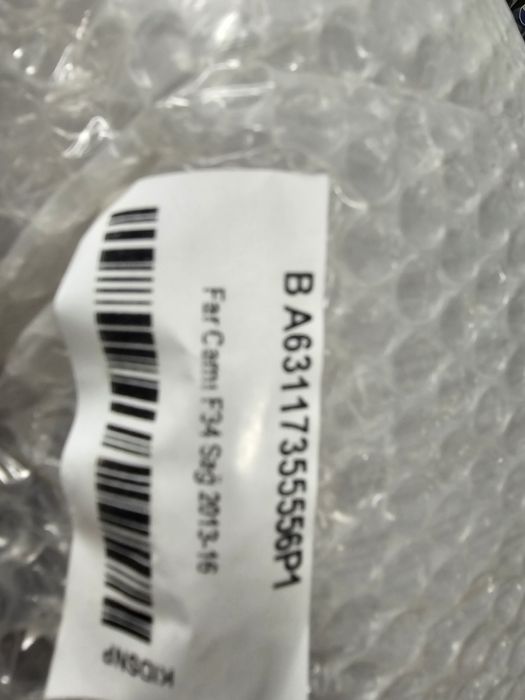 B A63117355556P1
Far Camı F34 Sağ 2013-16
KIDSNP